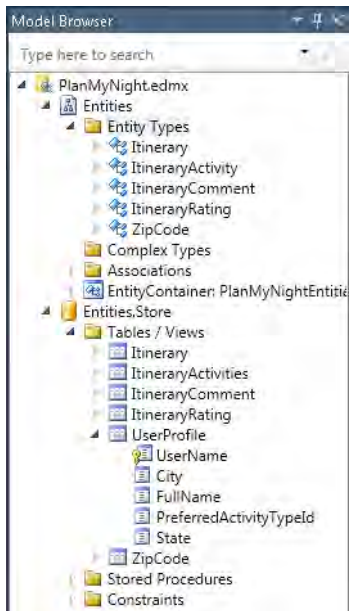 Model Browser
Type here to search
PlanMyNight.edmx
Entities
Entity Types
Itinerary
ItineraryActivity
ItineraryComment
ItineraryRating
ZipCode
Complex Types
Associations
EntityContainer: PlanMyNightEntitie
Entities.Store
Tables / Views
Itinerary
ItineraryActivities
ItineraryComment
ItineraryRating
UserProfile
UserName
City
FullName
PreferredActivityTypeId
State
ZipCode
Stored Procedures
Constraints